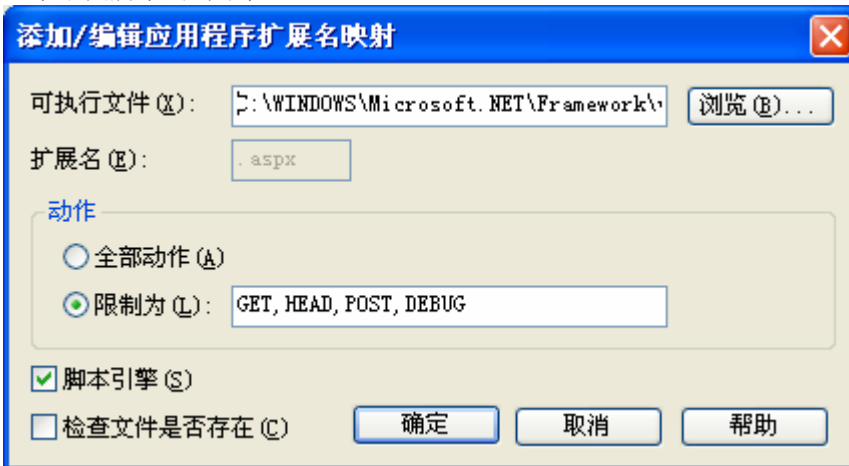 添加/编辑应用程序扩展名映射
可执行文件(X): C:\WINDOWS\Microsoft.NET\Framework\ 浏览(B)...
扩展名(E): .aspx
动作
全部动作(A)
限制为(L): GET,HEAD,POST,DEBUG
脚本引擎(S)
检查文件是否存在(C) 确定 取消 帮助